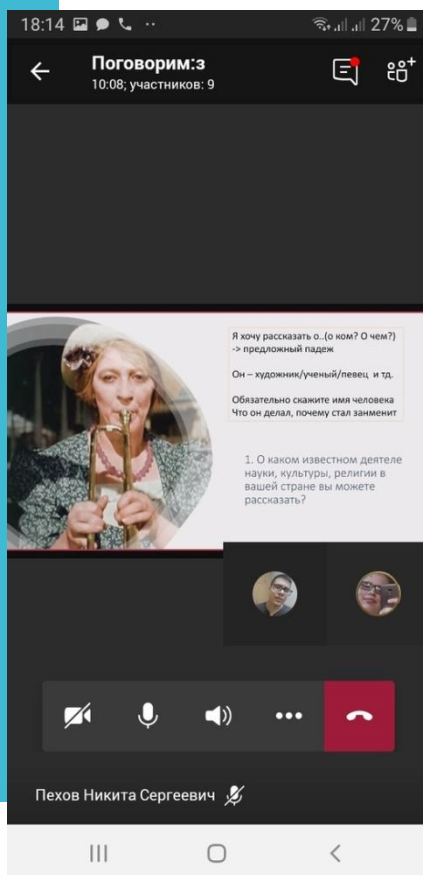 18:14 27%
Поговорим:з
10:08; участников: 9
Я хочу рассказать о..(о ком? О чем?)
-> предложный падеж
Он – художник/ученый/певец и тд.
Обязательно скажите имя человека
Что он делал, почему стал занменит
1. О каком известном деятеле
науки, культуры, религии в
вашей стране вы можете
рассказать?
Пехов Никита Сергеевич